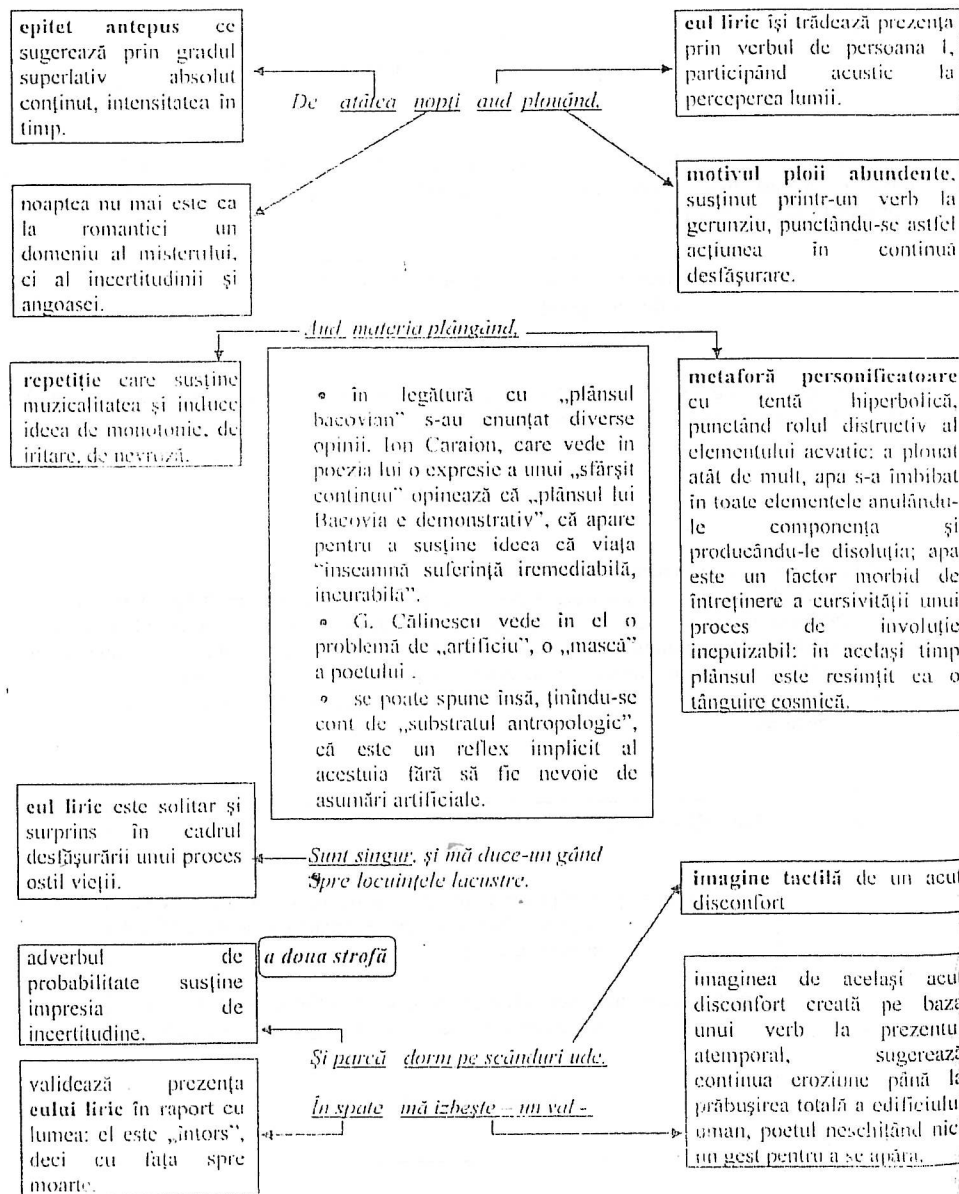 epitet antepus ce
sugerează prin gradul
superlativ absolut
conținut, intensitatea în
timp.
De atâtea nopți aud plouând,
eul liric își trădează prezența
prin verbul de persoana I,
participând acustic la
perceperea lumii.
noaptea nu mai este ca
la romantici un
domeniu al misterului,
ci al incertitudinii și
angoasei.
motivul ploii abundente,
susținut printr-un verb la
gerunziu, punctându-se astfel
acțiunea în continuă
desfășurare.
Aud materia plângând,
repetiție care susține
muzicalitatea și induce
ideea de monotonie, de
iritare, de nevroză.
• în legătură cu „plânsul
bacovian” s-au enunțat diverse
opinii. Ion Caraion, care vede în
poezia lui o expresie a unui „sfârșit
continuu” opinează că „plânsul lui
Bacovia e demonstrativ”, că apare
pentru a susține ideea că viața
“înseamnă suferință iremediabilă,
incurabilă”.
• G. Călinescu vede în el o
problemă de „artificiu”, o „mască”
a poetului .
• se poate spune însă, ținîndu-se
cont de „substratul antropologic”,
că este un reflex implicit al
acestuia fără să fie nevoie de
asumări artificiale.
metaforă personificatoare
cu tentă hiperbolică,
punctând rolul distructiv al
elementului acvatic: a plouat
atât de mult, apa s-a îmbibat
în toate elementele anulându-
le componența și
producându-le disoluția; apa
este un factor morbid de
întreținere a cursivității unui
proces de involuție
inepuizabil: în același timp
plânsul este resimțit ca o
tânguire cosmică.
eul liric este solitar și
surprins în cadrul
desfășurării unui proces
ostil vieții.
Sunt singur, și mă duce-un gând
Spre locuințele lacustre.
imagine tactilă de un acut
disconfort
adverbul de
probabilitate susține
impresia de
incertitudine.
a doua strofă
Și parcă dorm pe scânduri ude,
În spate mă izbește – un val -
validează prezența
eului liric în raport cu
lumea: el este „întors”,
deci cu fața spre
moarte.
imaginea de același acut
disconfort creată pe baza
unui verb la prezentu
atemporal, sugerează
continua eroziune până la
prăbușirea totală a edificiulu
uman, poetul neschițând nic
un gest pentru a se apăra.